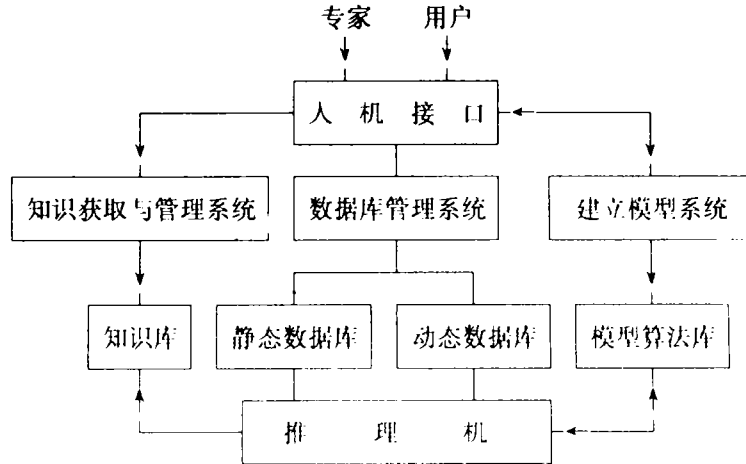 专家 用户
人机接口
知识获取与管理系统 数据库管理系统 建立模型系统
知识库 静态数据库 动态数据库 模型算法库
推理机